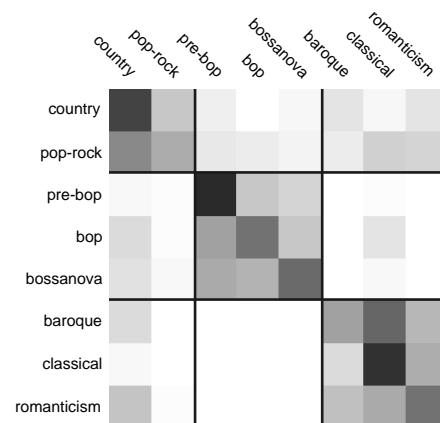 country
pop-rock
pre-bop
bop
bossanova
baroque
classical
romanticism
country
pop-rock
pre-bop
bop
bossanova
baroque
classical
romanticism